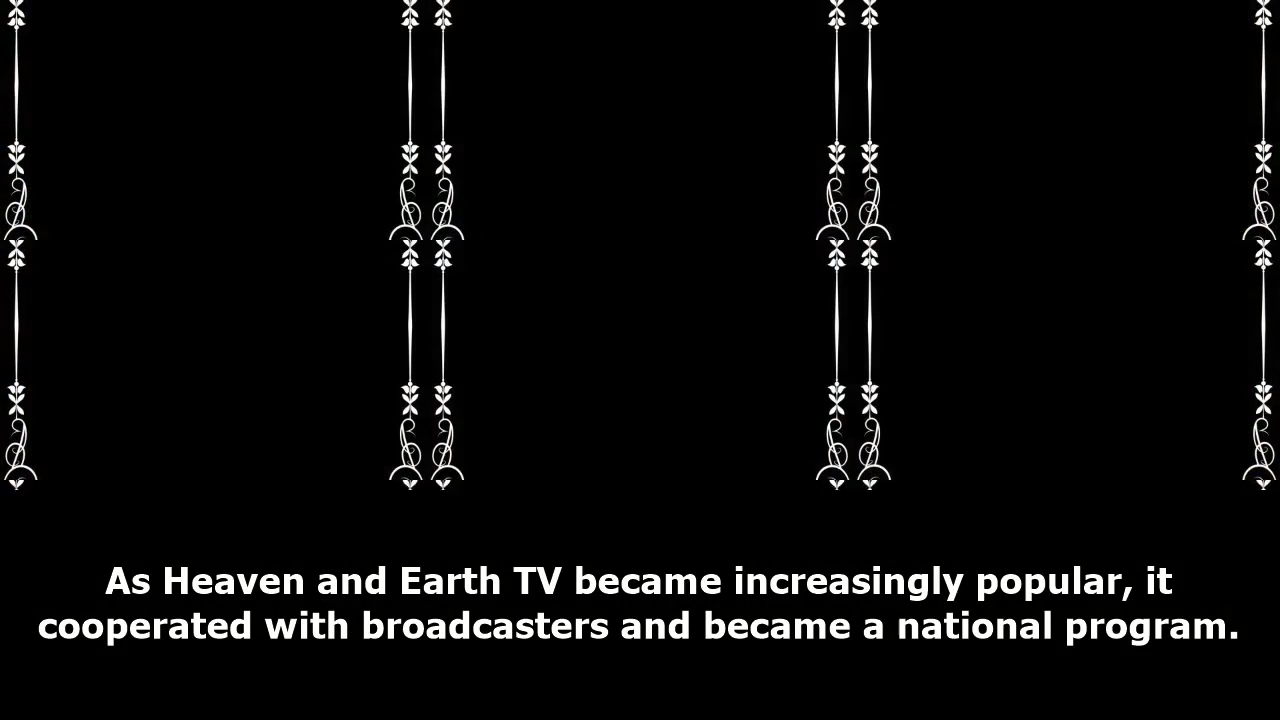 As Heaven and Earth TV became increasingly popular, it
cooperated with broadcasters and became a national program.